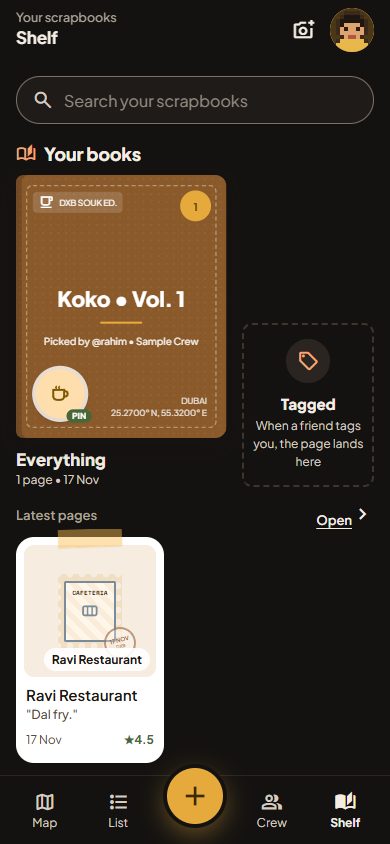 Your scrapbooks
Shelf
Search your scrapbooks
Your books
DXB SOUK ED.
1
Koko • Vol. 1
Picked by @rahim • Sample Crew
PIN
DUBAI
25.2700° N, 55.3200° E
Tagged
When a friend tags
you, the page lands
here
Everything
1 page • 17 Nov
Latest pages
Open
CAFETERIA
17 NOV
Ravi Restaurant
Ravi Restaurant
"Dal fry."
17 Nov
★4.5
Map
List
Crew
Shelf